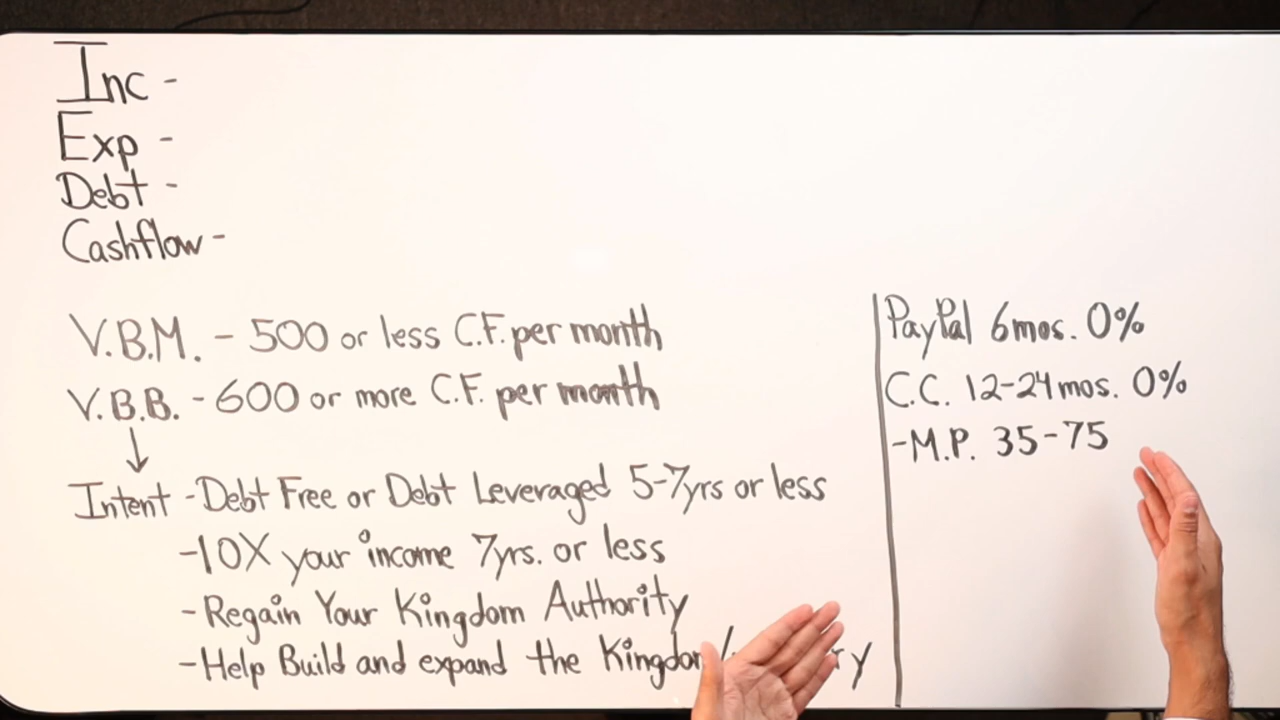 Inc -
Exp -
Debt -
Cashflow -
V.B.M. - 500 or less C.F. per month
V.B.B. - 600 or more C.F. per month
↓
Intent - Debt Free or Debt Leveraged 5-7yrs or less
-10X your income 7yrs. or less
- Regain Your Kingdom Authority
- Help Build and expand the
PayPal 6mos. 0%
C.C. 12-24mos. 0%
-M.P. 35-75